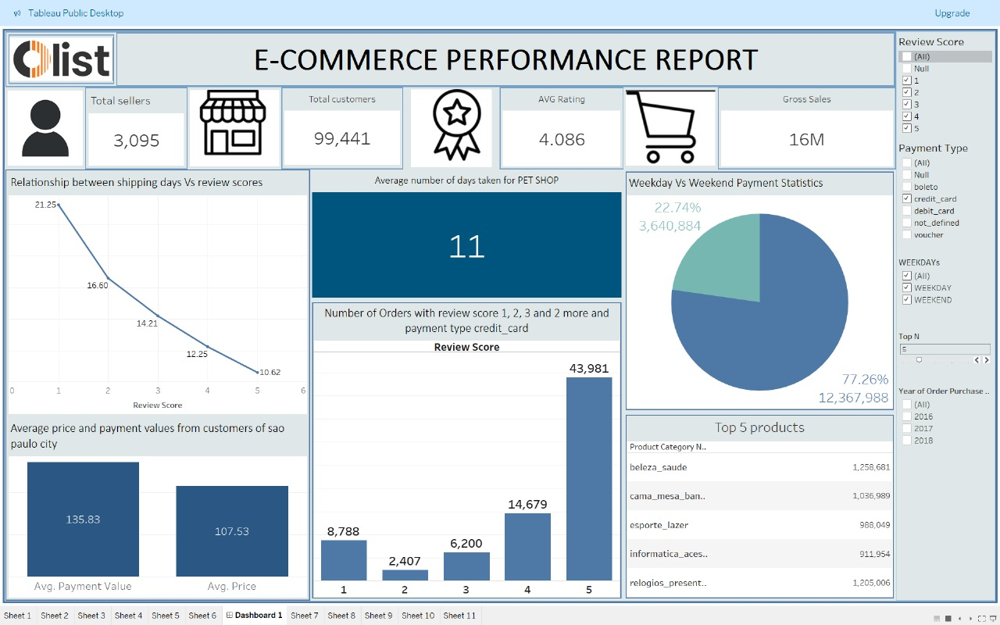 Tableau Public Desktop
Upgrade
Olist
E-COMMERCE PERFORMANCE REPORT
Total sellers
3,095
Total customers
99,441
AVG Rating
4.086
Gross Sales
16M
Relationship between shipping days Vs review scores
21.25
16.60
14.21
12.25
10.62
0 1 2 3 4 5 6
Review Score
Average price and payment values from customers of sao
paulo city
135.83
107.53
Avg. Payment Value
Avg. Price
Average number of days taken for PET SHOP
11
Number of Orders with review score 1, 2, 3 and 2 more and
payment type credit_card
Review Score
8,788
2,407
6,200
14,679
43,981
1 2 3 4 5
Weekday Vs Weekend Payment Statistics
22.74%
3,640,884
77.26%
12,367,988
Top 5 products
Product Category N..
beleza_saude 1,258,681
cama_mesa_ban.. 1,036,989
esporte_lazer 988,049
informatica_aces.. 911,954
relogios_present.. 1,205,006
Review Score
(All)
Null
1
2
3
4
5
Payment Type
(All)
Null
boleto
credit_card
debit_card
not_defined
voucher
WEEKDAYs
(All)
WEEKDAY
WEEKEND
Top N
5
Year of Order Purchase ..
(All)
2016
2017
2018
Sheet 1 Sheet 2 Sheet 3 Sheet 4 Sheet 5 Sheet 6 Dashboard 1 Sheet 7 Sheet 8 Sheet 9 Sheet 10 Sheet 11